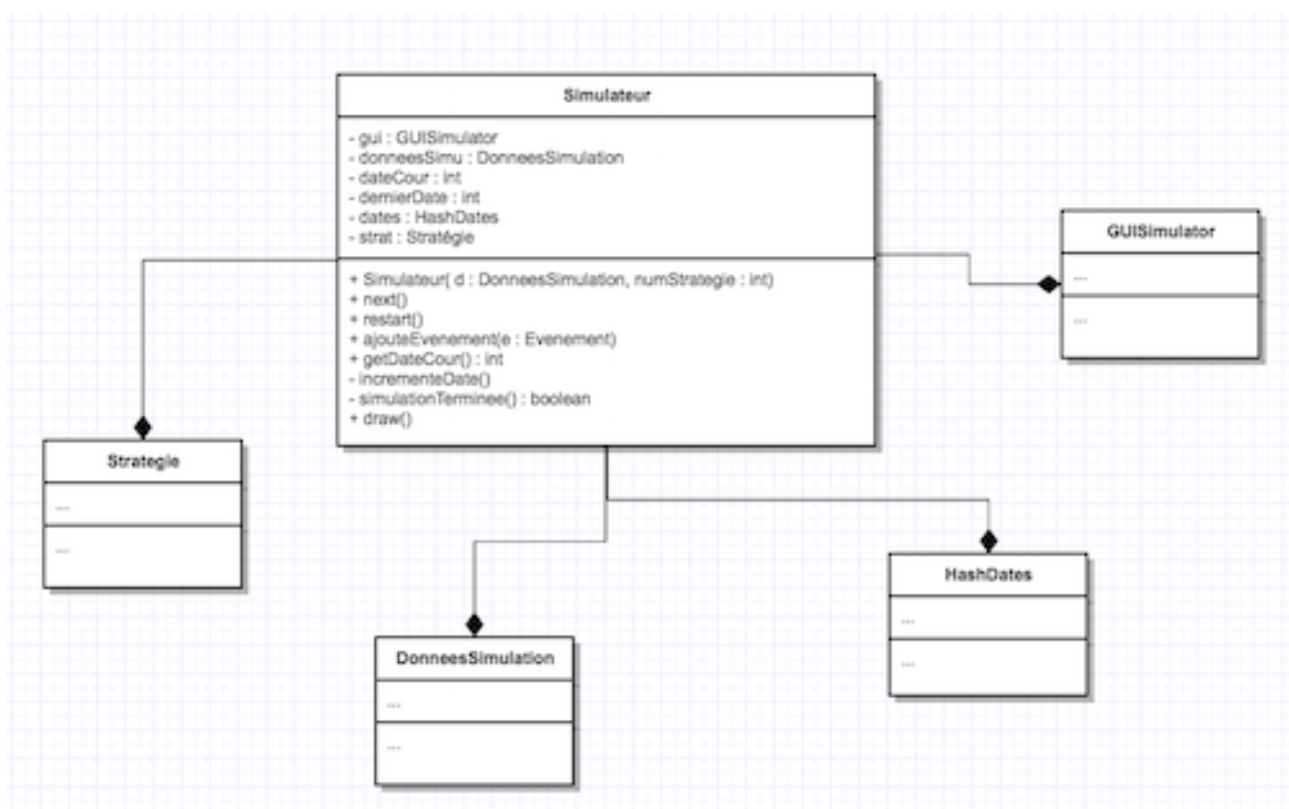 Simulateur
- gui : GUISimulator
- donneesSimu : DonneesSimulation
- dateCour : int
- dernierDate : int
- dates : HashDates
- strat : Stratégie
+ Simulateur( d : DonneesSimulation, numStrategie : int)
+ next()
+ restart()
+ ajouteEvenement(e : Evenement)
+ getDateCour() : int
- incrementeDate()
- simulationTerminee() : boolean
+ draw()
GUISimulator
...
...
Strategie
...
...
HashDates
...
...
DonneesSimulation
...
...